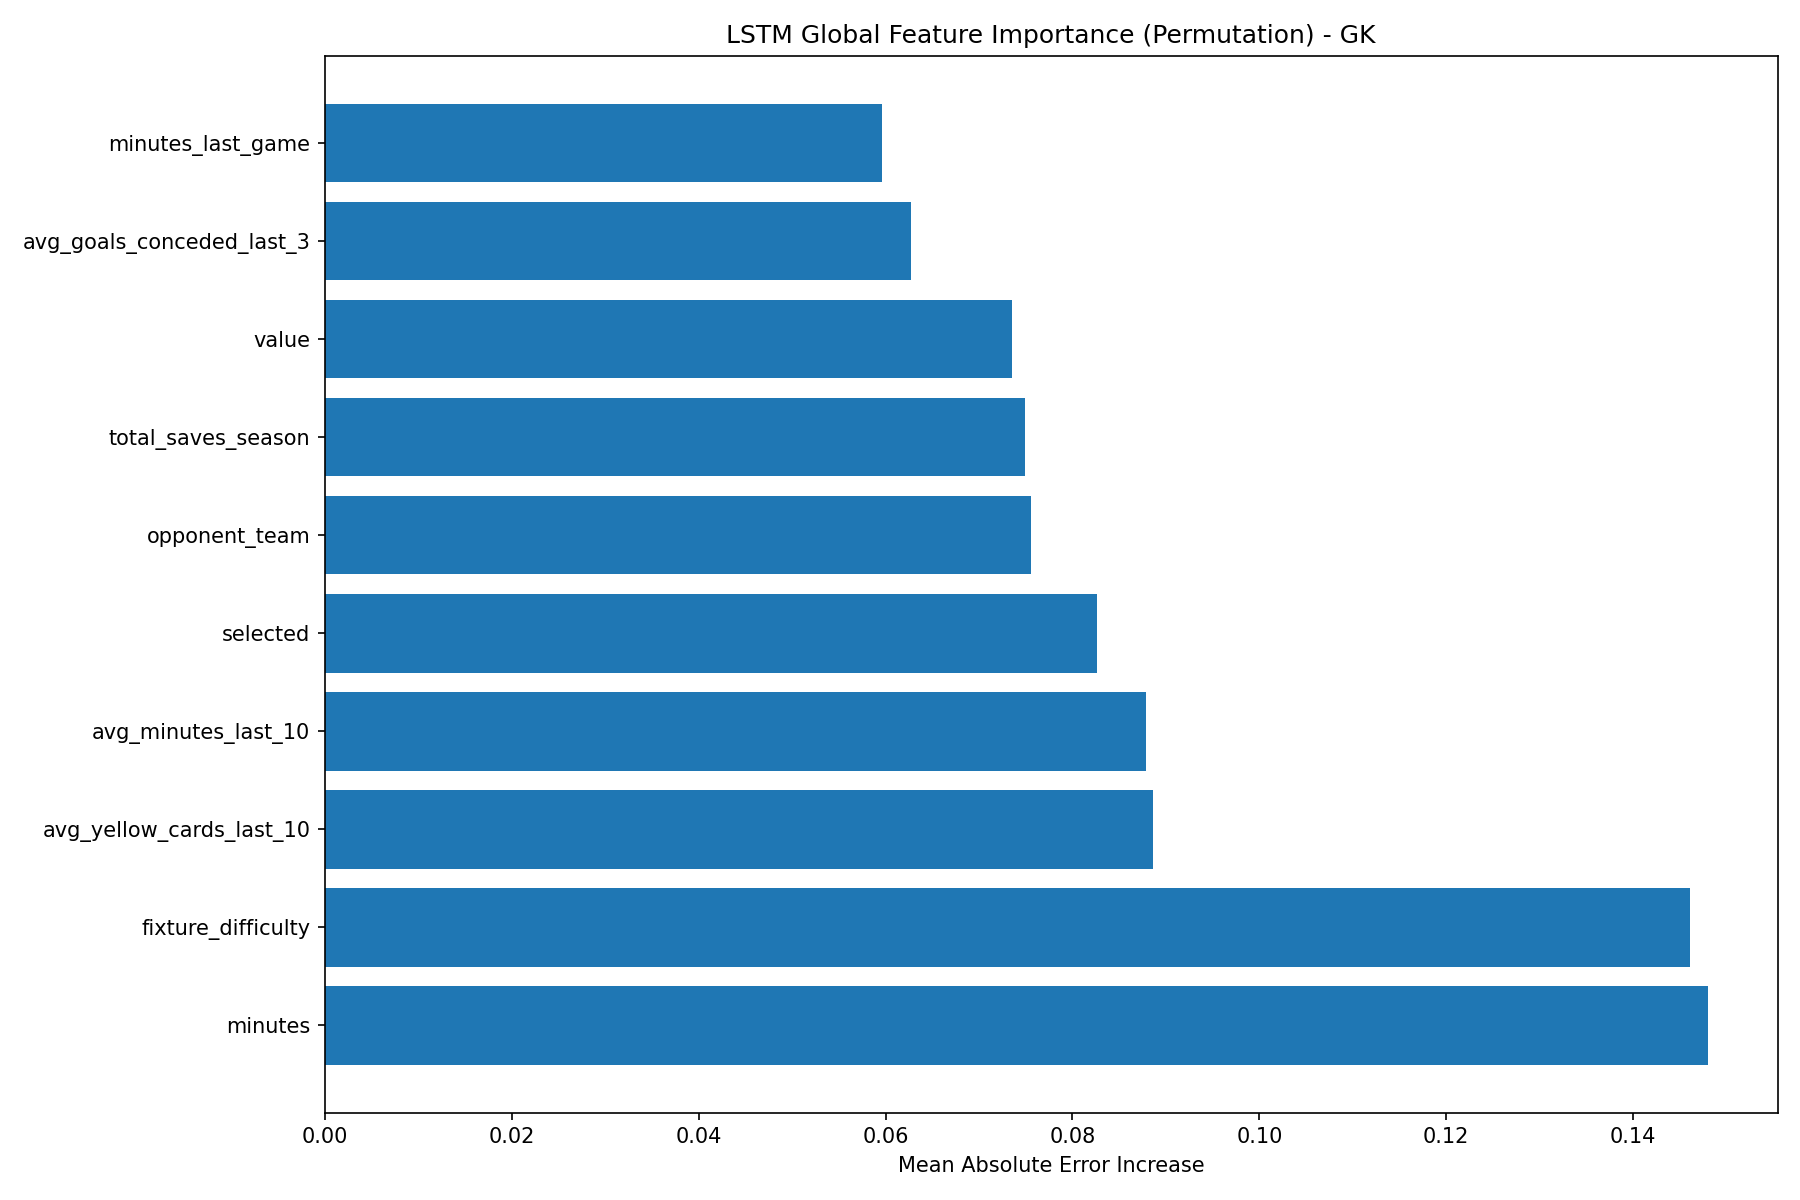 LSTM Global Feature Importance (Permutation) - GK
minutes_last_game
avg_goals_conceded_last_3
value
total_saves_season
opponent_team
selected
avg_minutes_last_10
avg_yellow_cards_last_10
fixture_difficulty
minutes
0.00 0.02 0.04 0.06 0.08 0.10 0.12 0.14
Mean Absolute Error Increase